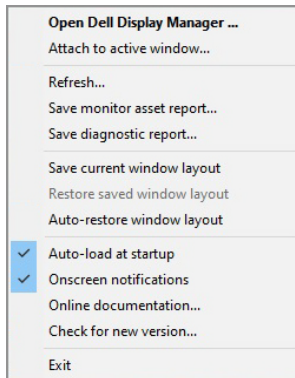 Open Dell Display Manager ...
Attach to active window...
Refresh...
Save monitor asset report...
Save diagnostic report...
Save current window layout
Restore saved window layout
Auto-restore window layout
Auto-load at startup
Onscreen notifications
Online documentation...
Check for new version...
Exit